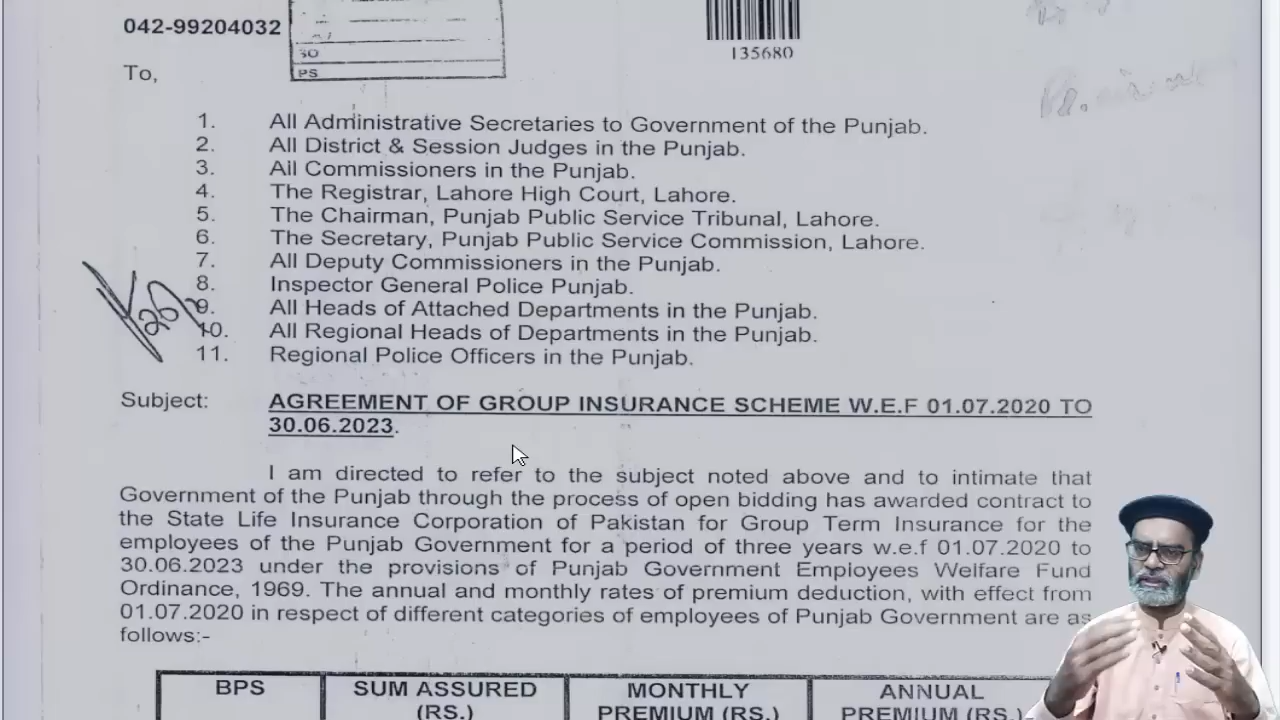 042-99204032
30
PS
135680
To,
1. All Administrative Secretaries to Government of the Punjab.
2. All District & Session Judges in the Punjab.
3. All Commissioners in the Punjab.
4. The Registrar, Lahore High Court, Lahore.
5. The Chairman, Punjab Public Service Tribunal, Lahore.
6. The Secretary, Punjab Public Service Commission, Lahore.
7. All Deputy Commissioners in the Punjab.
8. Inspector General Police Punjab.
9. All Heads of Attached Departments in the Punjab.
10. All Regional Heads of Departments in the Punjab.
11. Regional Police Officers in the Punjab.
Subject: AGREEMENT OF GROUP INSURANCE SCHEME W.E.F 01.07.2020 TO
30.06.2023.
I am directed to refer to the subject noted above and to intimate that
Government of the Punjab through the process of open bidding has awarded contract to
the State Life Insurance Corporation of Pakistan for Group Term Insurance for the
employees of the Punjab Government for a period of three years w.e.f 01.07.2020 to
30.06.2023 under the provisions of Punjab Government Employees Welfare Fund
Ordinance, 1969. The annual and monthly rates of premium deduction, with effect from
01.07.2020 in respect of different categories of employees of Punjab Government are as
follows:-
BPS SUM ASSURED MONTHLY ANNUAL
(RS.) PREMIUM (RS.) PREMIUM (RS.)